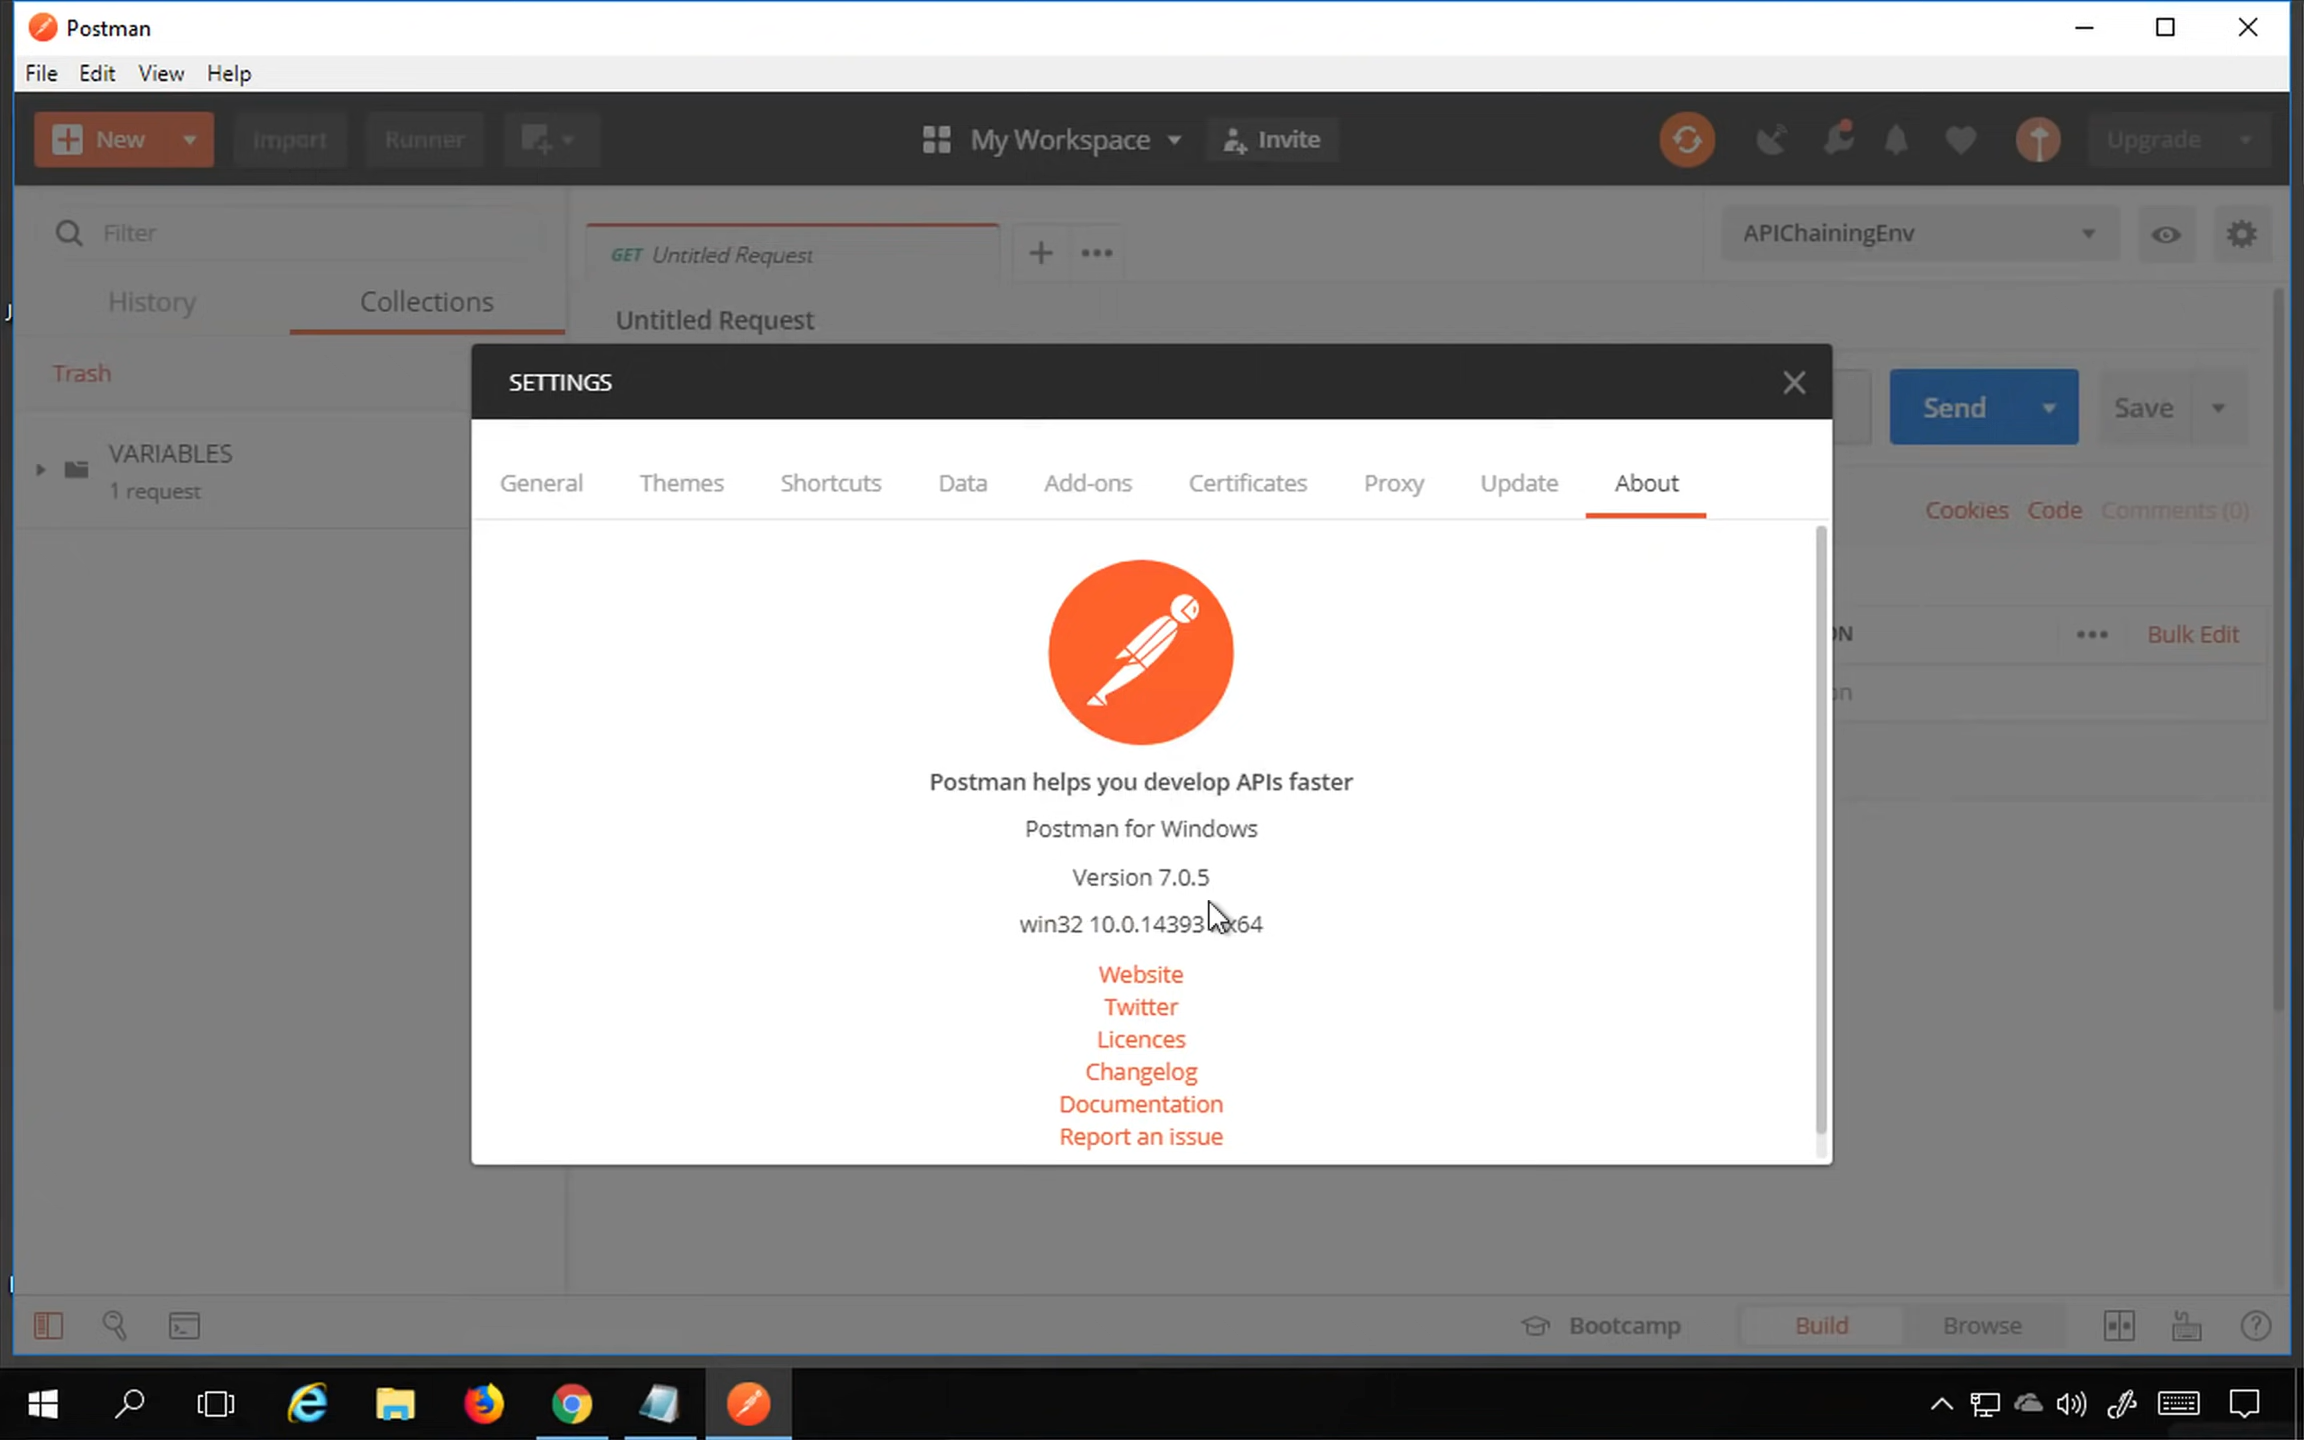 Postman
File Edit View Help
New Import Runner My Workspace Invite Upgrade
Filter
GET Untitled Request
APIChainingEnv
History Collections
Untitled Request
Trash
SETTINGS
Send Save
VARIABLES
1 request
General Themes Shortcuts Data Add-ons Certificates Proxy Update About
Cookies Code Comments (0)
ON Bulk Edit
on
Postman helps you develop APIs faster
Postman for Windows
Version 7.0.5
win32 10.0.14393 x64
Website
Twitter
Licences
Changelog
Documentation
Report an issue
Bootcamp Build Browse